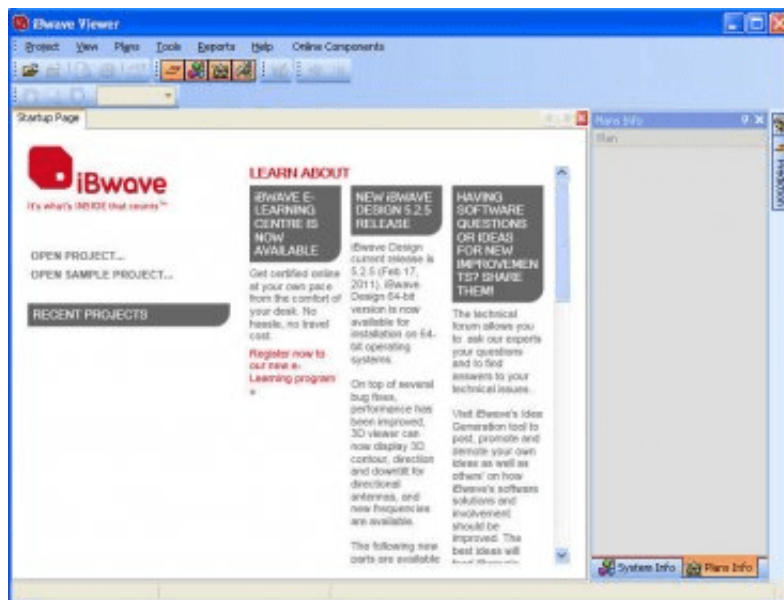 iBwave Viewer
Project View Plans Tools Exports Help Online Components
Startup Page
iBwave
It's what's INSIDE that counts™
OPEN PROJECT...
OPEN SAMPLE PROJECT...
RECENT PROJECTS
LEARN ABOUT
iBWAVE E-
LEARNING
CENTRE IS
NOW
AVAILABLE
Get certified online
at your own pace
from the comfort of
your desk. No
hassle, no travel
cost.
Register now to
our new e-
Learning program
»
NEW iBWAVE
DESIGN 5.2.5
RELEASE
iBwave Design
current release is
5.2.5 (Feb 17,
2011). iBwave
Design 64-bit
version is now
available for
installation on 64-
bit operating
systems.
On top of several
bug fixes,
performance has
been improved,
3D viewer can
now display 3D
contour, direction
and downtilt for
directional
antennas, and
new frequencies
are available.
The following new
parts are available
HAVING
SOFTWARE
QUESTIONS
OR IDEAS
FOR NEW
IMPROVEMEN
TS? SHARE
THEM!
The technical
forum allows you
to ask our experts
your questions
and to find
answers to your
technical issues.
Visit iBwave's Idea
Generation tool to
post, promote and
demote your own
ideas as well as
others' on how
iBwave's software
solutions and
involvement
should be
improved. The
best ideas will
Plans Info
Plan
System Info Plans Info